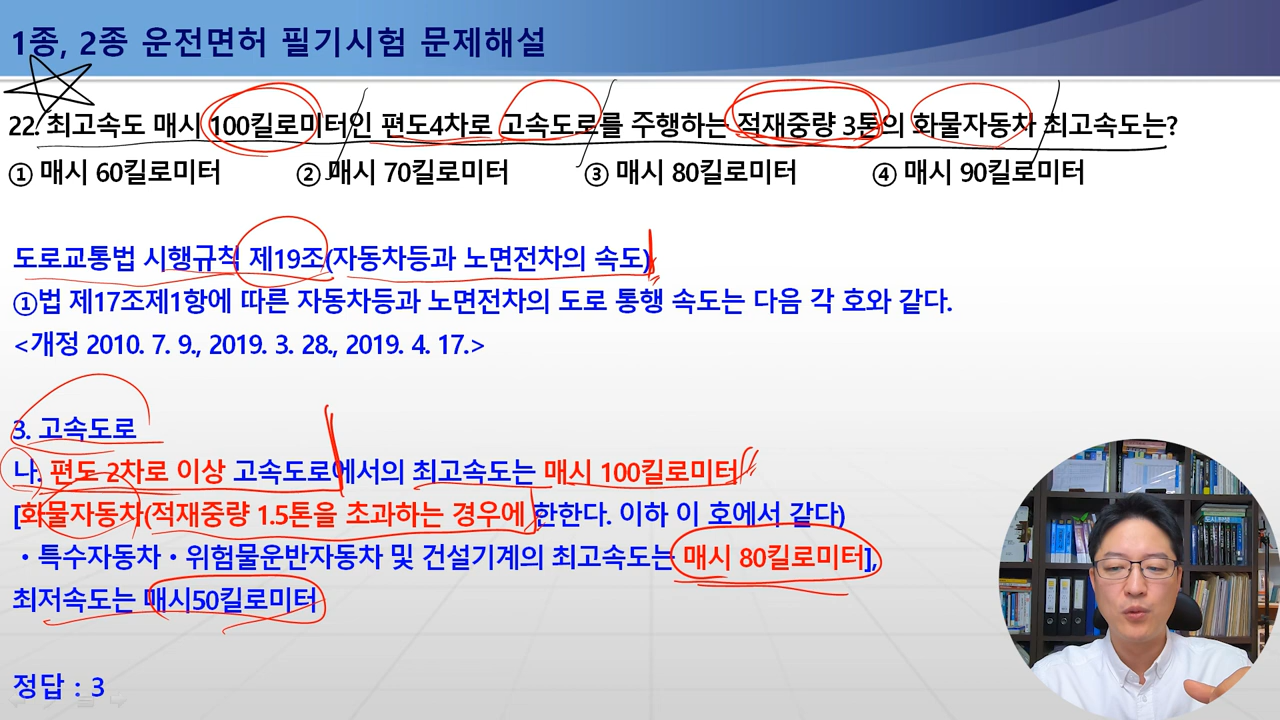 1종, 2종 운전면허 필기시험 문제해설
22. 최고속도 매시 100킬로미터인 편도4차로 고속도로를 주행하는 적재중량 3톤의 화물자동차 최고속도는?
① 매시 60킬로미터 ② 매시 70킬로미터 ③ 매시 80킬로미터 ④ 매시 90킬로미터
도로교통법 시행규칙 제19조(자동차등과 노면전차의 속도)
①법 제17조제1항에 따른 자동차등과 노면전차의 도로 통행 속도는 다음 각 호와 같다.
<개정 2010. 7. 9., 2019. 3. 28., 2019. 4. 17.>
3. 고속도로
나. 편도 2차로 이상 고속도로에서의 최고속도는 매시 100킬로미터
[화물자동차(적재중량 1.5톤을 초과하는 경우에 한한다. 이하 이 호에서 같다)
・특수자동차・위험물운반자동차 및 건설기계의 최고속도는 매시 80킬로미터],
최저속도는 매시50킬로미터
정답 : 3